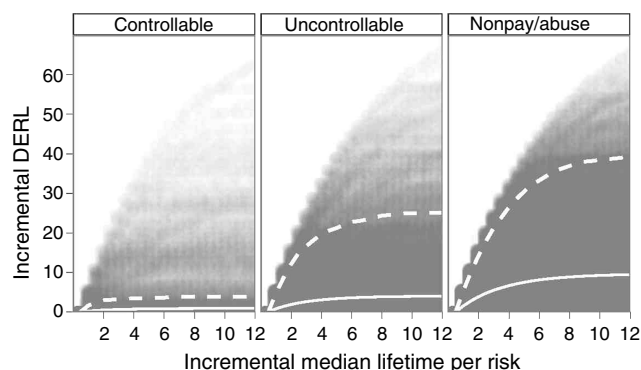 Controllable Uncontrollable Nonpay/abuse
Incremental DERL
60
50
40
30
20
10
0
2 4 6 8 10 12 2 4 6 8 10 12 2 4 6 8 10 12
Incremental median lifetime per risk